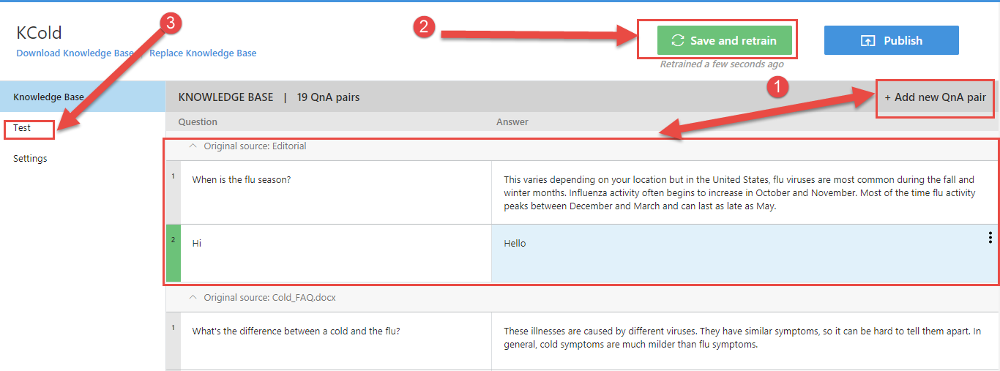 3
2
KCold
Save and retrain
Publish
Download Knowledge Base
Replace Knowledge Base
Retrained a few seconds ago
1
Knowledge Base
KNOWLEDGE BASE | 19 QnA pairs
+ Add new QnA pair
Question
Answer
Test
Original source: Editorial
Settings
1
When is the flu season?
This varies depending on your location but in the United States, flu viruses are most common during the fall and
winter months. Influenza activity often begins to increase in October and November. Most of the time flu activity
peaks between December and March and can last as late as May.
2
Hi
Hello
Original source: Cold_FAQ.docx
1
What's the difference between a cold and the flu?
These illnesses are caused by different viruses. They have similar symptoms, so it can be hard to tell them apart. In
general, cold symptoms are much milder than flu symptoms.